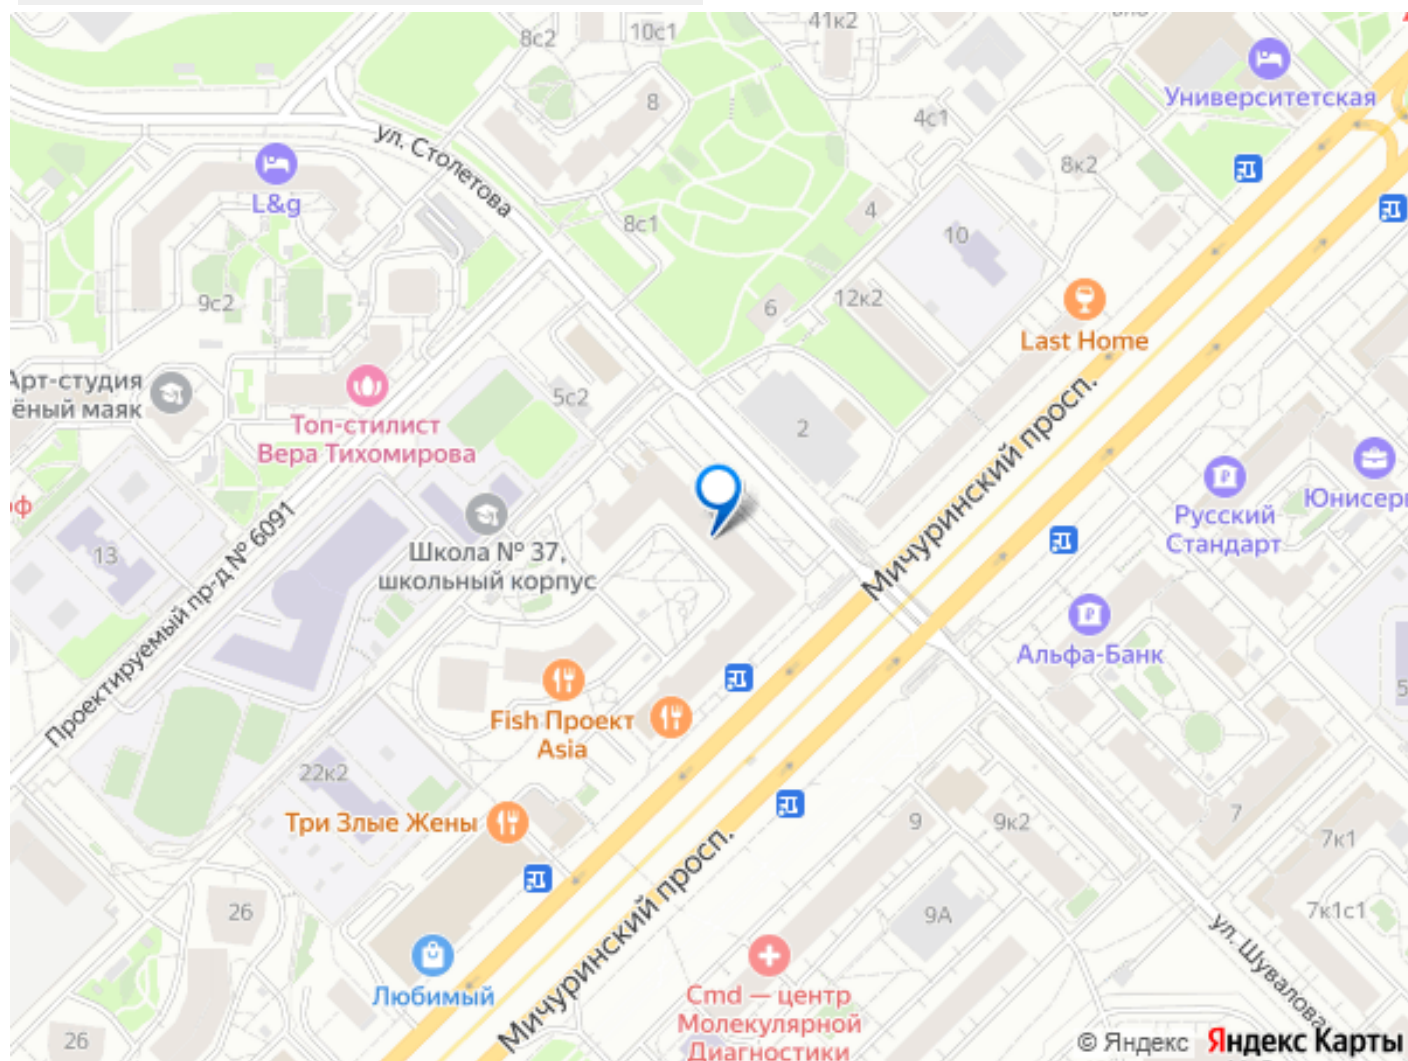 41к2
8с2
10с1
8
Университетская
4с1
ул. Столетова
8к2
L&g
8с1
4
10
9с2
6
12к2
Last Home
Арт-студия
ёный маяк
5с2
Топ-стилист
Вера Тихомирова
2
Мичуринский просп.
Юнисер
Русский
Стандарт
ф
13
Школа № 37,
школьный корпус
Проектируемый пр-д № 6091
Альфа-Банк
5
Fish Проект
Asia
22к2
Три Злые Жены
9
9к2
7
7к1
Мичуринский просп.
26
9А
7к1с1
ул. Шувалова
Любимый
Cmd — центр
Молекулярной
Диагностики
26
© Яндекс Яндекс Карты